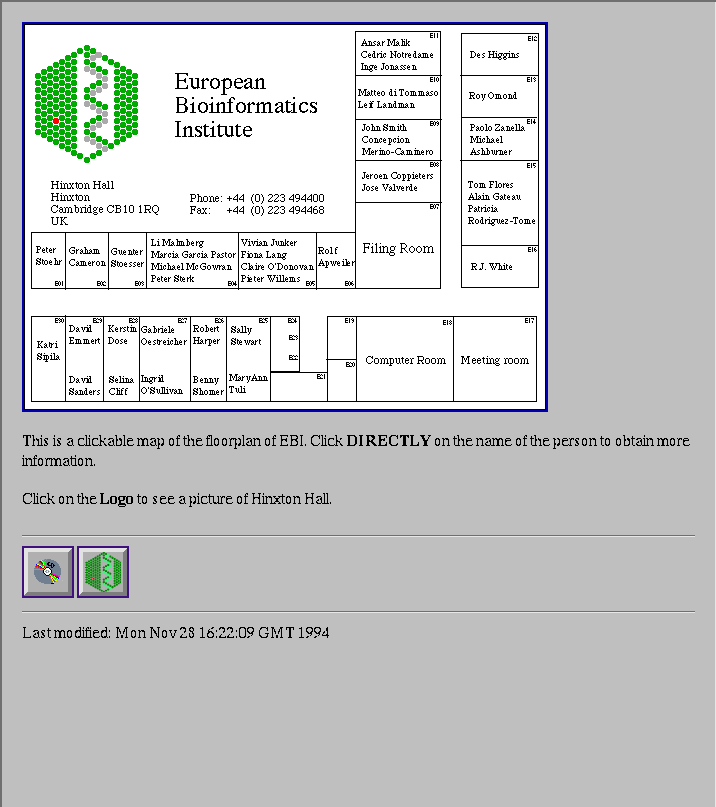 European
Bioinformatics
Institute
Hinxton Hall
Hinxton
Cambridge CB10 1RQ
UK
Phone: +44 (0) 223 494400
Fax: +44 (0) 223 494468
E11
Ansar Malik
Cedric Notredame
Inge Jonassen
E10
Matteo di Tommaso
Leif Landman
E09
John Smith
Concepcion
Merino-Caminero
E08
Jeroen Coppieters
Jose Valverde
E07
Filing Room
E12
Des Higgins
E13
Roy Omond
E14
Paolo Zanella
Michael
Ashburner
E15
Tom Flores
Alain Gateau
Patricia
Rodriguez-Tome
E16
R.J. White
Peter
Stoehr
E01
Graham
Cameron
E02
Guenter
Stoesser
E03
Li Malmberg
Marcia Garcia Pastor
Michael McGowran
Peter Sterk
E04
Vivian Junker
Fiona Lang
Claire O'Donovan
Pieter Willems
E05
Rolf
Apweiler
E06
E30
Katri
Sipila
E29
David
Emmert
David
Sanders
E28
Kerstin
Dose
Selina
Cliff
E27
Gabriele
Oestreicher
Ingrid
O'Sullivan
E26
Robert
Harper
Benny
Shomer
E25
Sally
Stewart
MaryAnn
Tuli
E24
E23
E22
E21
E19
E20
E18
Computer Room
E17
Meeting room
This is a clickable map of the floorplan of EBI. Click DIRECTLY on the name of the person to obtain more
information.
Click on the Logo to see a picture of Hinxton Hall.
Last modified: Mon Nov 28 16:22:09 GMT 1994